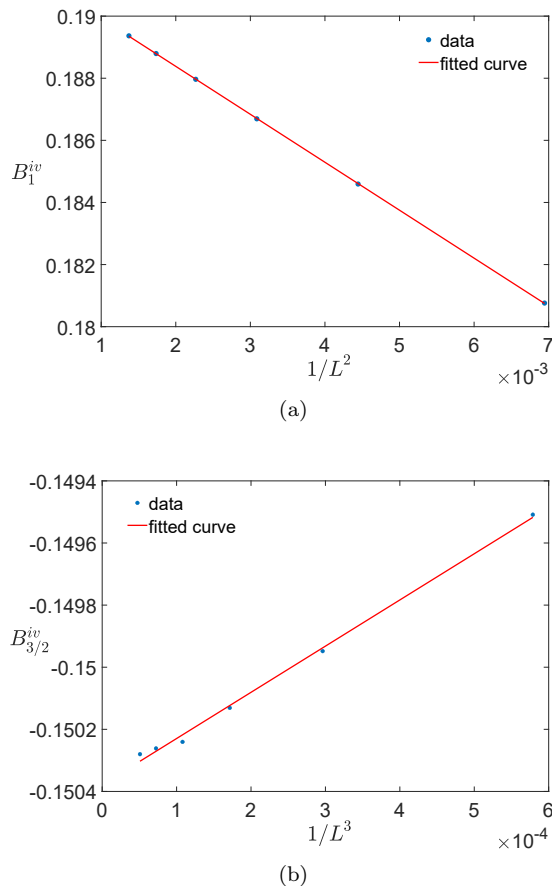 0.19
0.188
0.186
0.184
0.182
0.18
B_1^{iv}
data
fitted curve
1 2 3 4 5 6 7
1/L^2
×10^{-3}
(a)
-0.1494
-0.1496
-0.1498
-0.15
-0.1502
-0.1504
B_{3/2}^{iv}
data
fitted curve
0 1 2 3 4 5 6
1/L^3
×10^{-4}
(b)